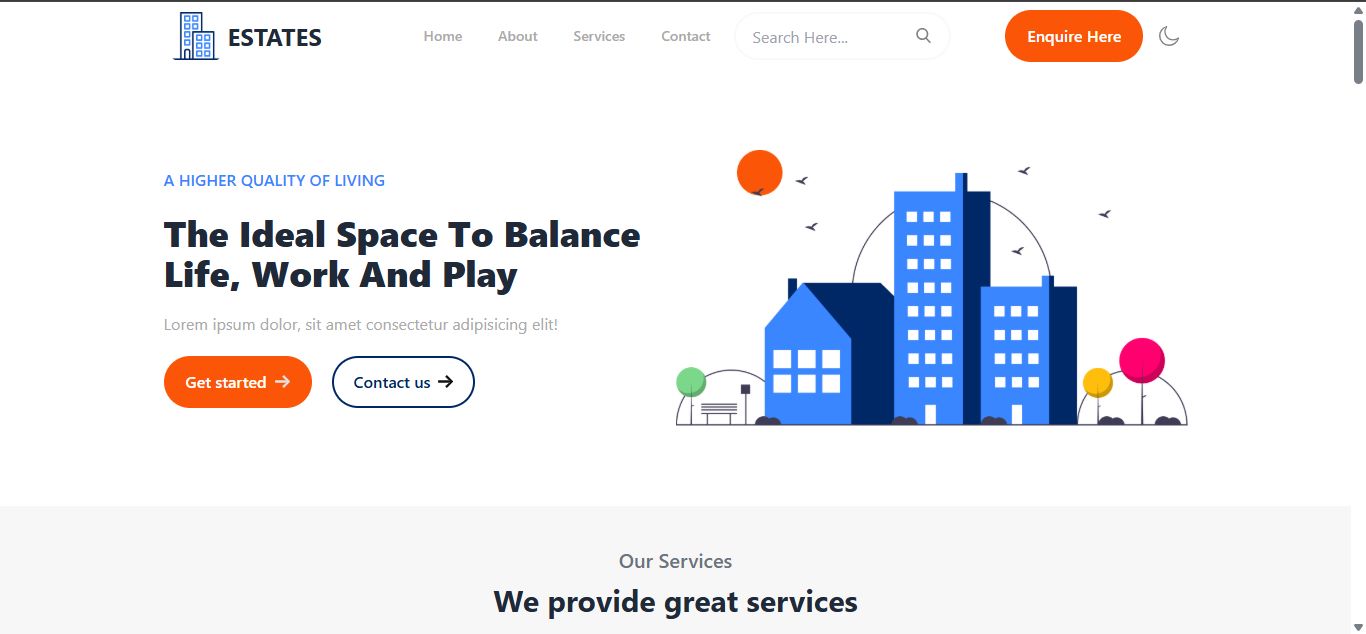 ESTATES
Home
About
Services
Contact
Search Here...
Enquire Here
A HIGHER QUALITY OF LIVING
The Ideal Space To Balance
Life, Work And Play
Lorem ipsum dolor, sit amet consectetur adipisicing elit!
Get started
Contact us
Our Services
We provide great services